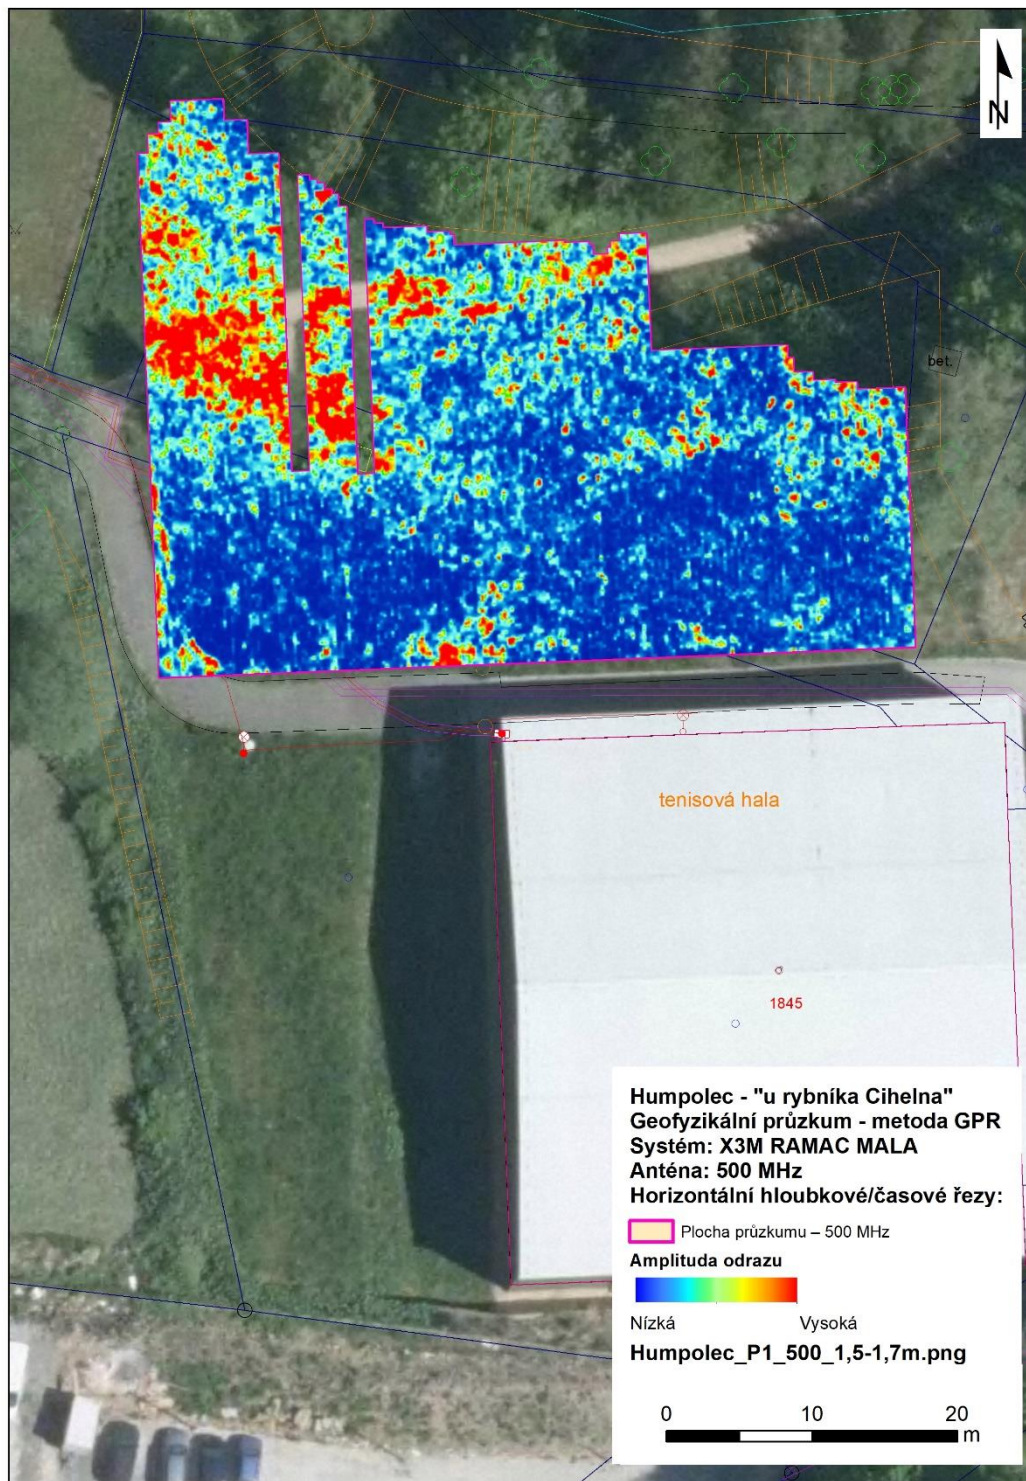 N
bet.
tenisová hala
1845
Humpolec - "u rybníka Cihelna"
Geofyzikální průzkum - metoda GPR
Systém: X3M RAMAC MALA
Anténa: 500 MHz
Horizontální hloubkové/časové řezy:
Plocha průzkumu – 500 MHz
Amplituda odrazu
Nízká Vysoká
Humpolec_P1_500_1,5-1,7m.png
0 10 20
m